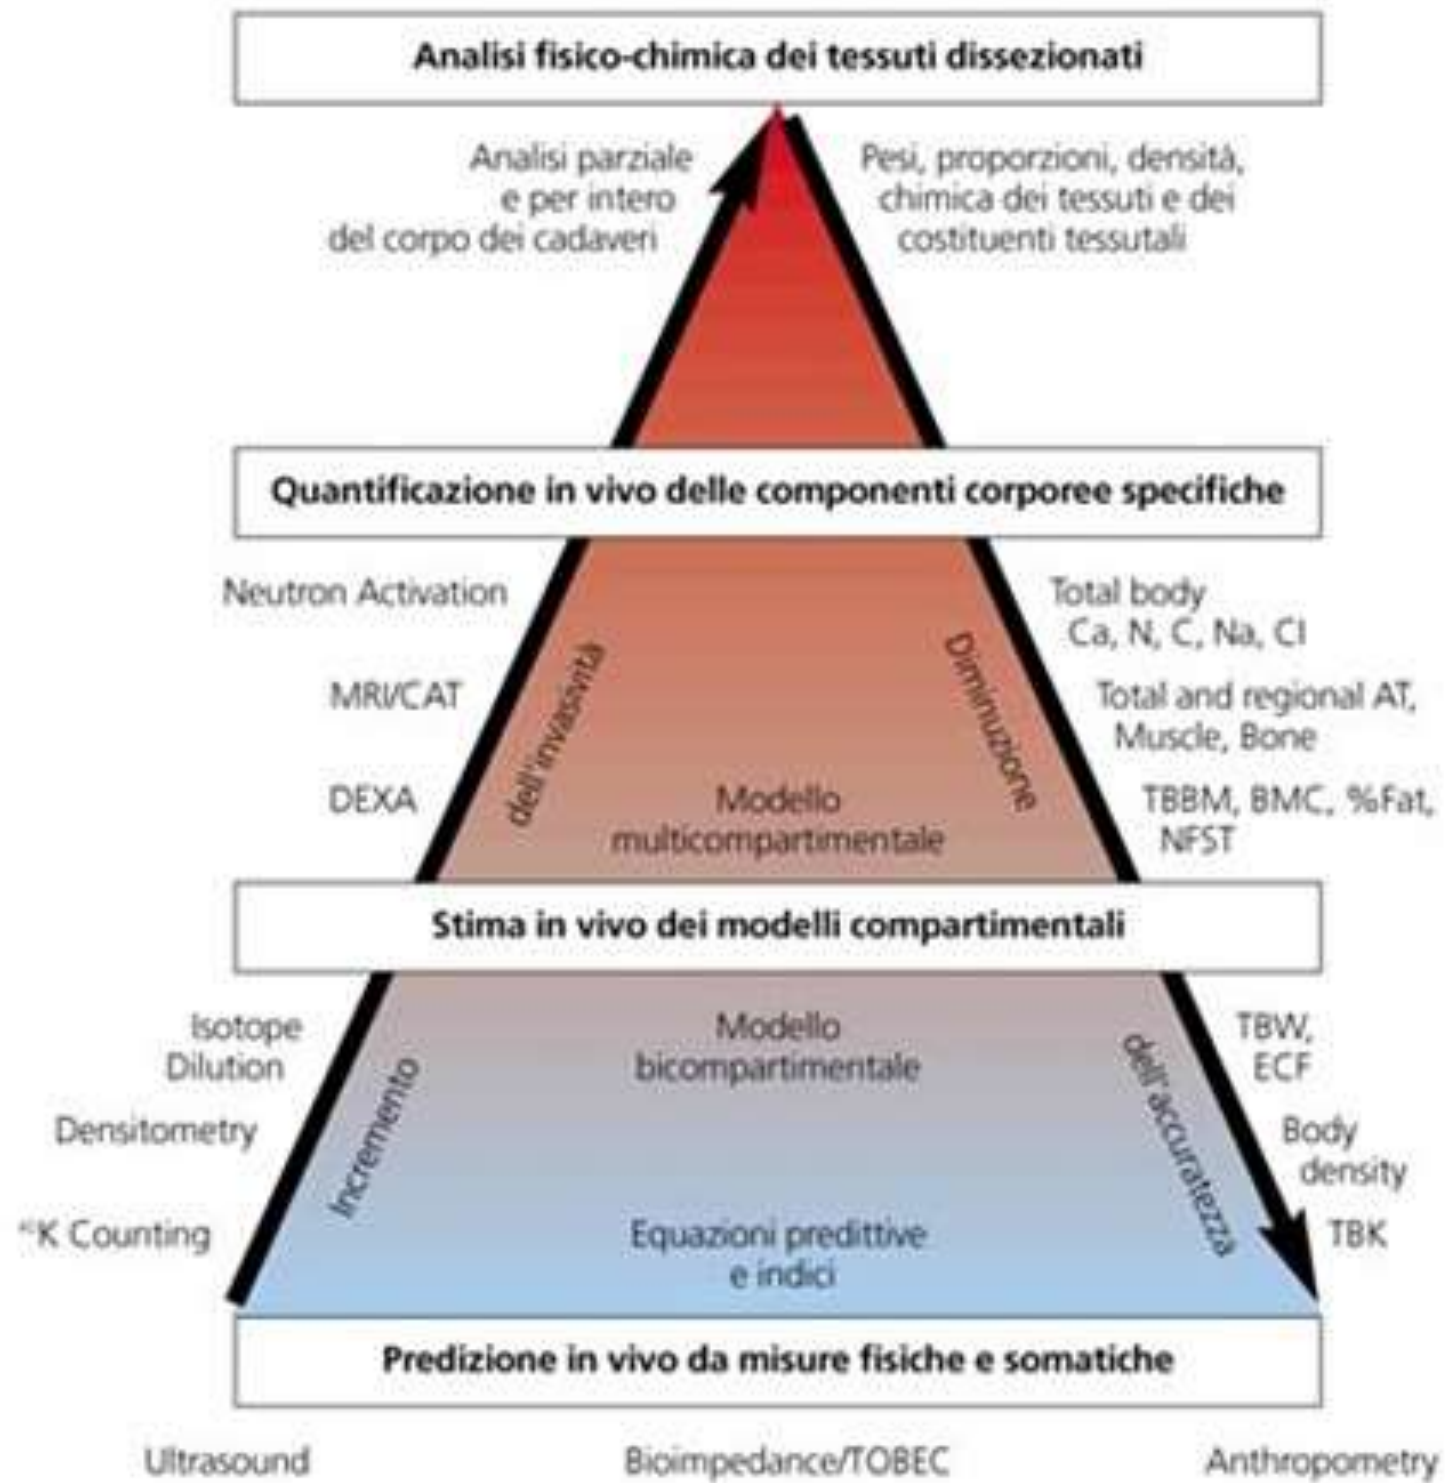 Analisi fisico-chimica dei tessuti dissezionati
Analisi parziale
e per intero
del corpo dei cadaveri
Pesi, proporzioni, densità,
chimica dei tessuti e dei
costituenti tessutali
Quantificazione in vivo delle componenti corporee specifiche
Neutron Activation
Total body
Ca, N, C, Na, Cl
MRI/CAT
Total and regional AT,
Muscle, Bone
DEXA
TBBM, BMC, %Fat,
NFST
dell'invasività
Diminuzione
Modello
multicompartimentale
Stima in vivo dei modelli compartimentali
Isotope
Dilution
Modello
bicompartimentale
TBW,
ECF
Densitometry
Body
density
Incremento
dell'accuratezza
K Counting
Equazioni predittive
e indici
TBK
Predizione in vivo da misure fisiche e somatiche
Ultrasound
Bioimpedance/TOBEC
Anthropometry